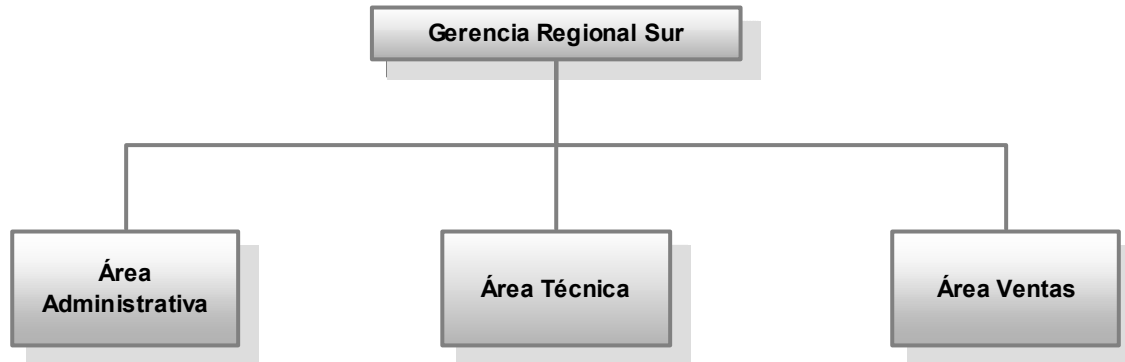 Gerencia Regional Sur
Área
Administrativa
Área Técnica
Área Ventas